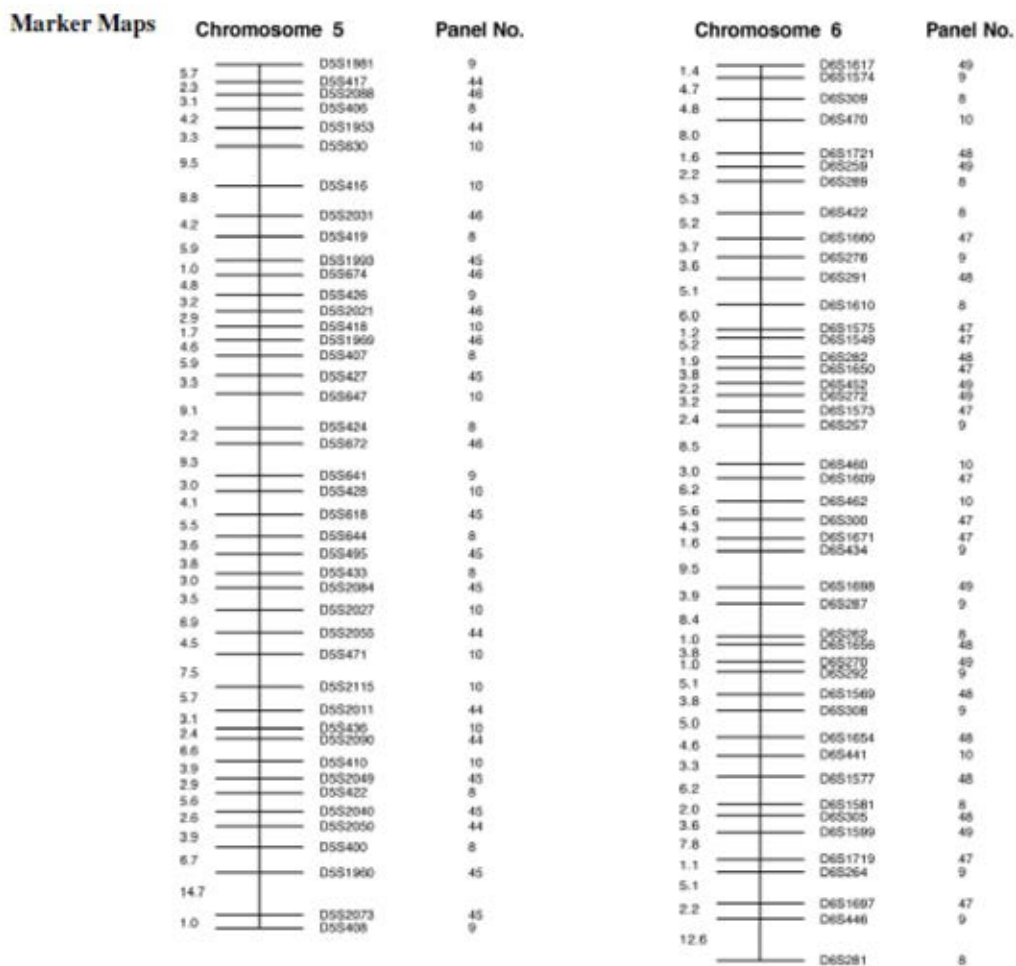 Marker Maps
Chromosome 5 Panel No.
D5S1981 9
5.7
D5S417 44
2.3
D5S2088 46
3.1
D5S406 8
4.2
D5S1953 44
3.3
D5S630 10
9.5
D5S416 10
8.8
D5S2031 46
4.2
D5S419 8
5.9
D5S1993 45
1.0
D5S674 46
4.8
D5S426 9
3.2
D5S2021 46
2.9
D5S418 10
1.7
D5S1969 46
4.6
D5S407 8
5.9
D5S427 45
3.3
D5S647 10
9.1
D5S424 8
2.2
D5S672 46
9.3
D5S641 9
3.0
D5S428 10
4.1
D5S618 45
5.5
D5S644 8
3.6
D5S495 45
3.8
D5S433 8
3.0
D5S2084 45
3.5
D5S2027 10
6.9
D5S2055 44
4.5
D5S471 10
7.5
D5S2115 10
5.7
D5S2011 44
3.1
D5S436 10
2.4
D5S2090 44
6.6
D5S410 10
3.9
D5S2049 45
2.9
D5S422 8
5.6
D5S2040 45
2.6
D5S2050 44
3.9
D5S400 8
6.7
D5S1960 45
14.7
D5S2073 45
1.0
D5S408 9
Chromosome 6 Panel No.
D6S1617 49
1.4
D6S1574 9
4.7
D6S309 8
4.8
D6S470 10
8.0
D6S1721 48
1.6
D6S259 49
2.2
D6S289 8
5.3
D6S422 8
5.2
D6S1660 47
3.7
D6S276 9
3.6
D6S291 48
5.1
D6S1610 8
6.0
D6S1575 47
1.2
D6S1549 47
5.2
D6S282 48
1.9
D6S1650 47
3.8
D6S452 49
2.2
D6S272 49
3.2
D6S1573 47
2.4
D6S257 9
8.5
D6S460 10
3.0
D6S1609 47
6.2
D6S462 10
5.6
D6S300 47
4.3
D6S1671 47
1.6
D6S434 9
9.5
D6S1698 49
3.9
D6S287 9
8.4
D6S262 8
1.0
D6S1656 48
3.8
D6S270 49
1.0
D6S292 9
5.1
D6S1569 48
3.8
D6S308 9
5.0
D6S1654 48
4.6
D6S441 10
3.3
D6S1577 48
6.2
D6S1581 8
2.0
D6S305 48
3.6
D6S1599 49
7.8
D6S1719 47
1.1
D6S264 9
5.1
D6S1697 47
2.2
D6S446 9
12.6
D6S281 8